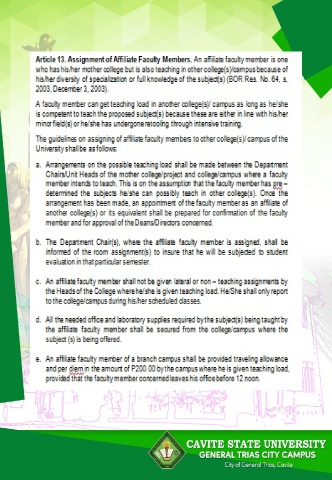 Article 13. Assignment of Affiliate Faculty Members. An affiliate faculty member is one
who has his/her mother college but is also teaching in other college(s)/campus because of
his/her diversity of specialization or full knowledge of the subject(s) (BOR Res. No. 64, s,
2003, December 3, 2003).
A faculty member can get teaching load in another college(s)/ campus as long as he/she
is competent to teach the proposed subject(s) because these are either in line with his/her
minor field(s) or he/she has undergone retooling through intensive training.
The guidelines on assigning of affiliate faculty members to other college(s)/ campus of the
University shall be as follows:
a. Arrangements on the possible teaching load shall be made between the Department
Chairs/Unit Heads of the mother college/project and college/campus where a faculty
member intends to teach. This is on the assumption that the faculty member has pre –
determined the subjects he/she can possibly teach in other college(s). Once the
arrangement has been made, an appointment of the faculty member as an affiliate of
another college(s) or its equivalent shall be prepared for confirmation of the faculty
member and for approval of the Deans/Directors concerned.
b. The Department Chair(s), where the affiliate faculty member is assigned, shall be
informed of the room assignment(s) to insure that he will be subjected to student
evaluation in that particular semester.
c. An affiliate faculty member shall not be given lateral or non – teaching assignments by
the Heads of the College where he/she is given teaching load. He/She shall only report
to the college/campus during his/her scheduled classes.
d. All the needed office and laboratory supplies required by the subject(s) being taught by
the affiliate faculty member shall be secured from the college/campus where the
subject (s) is being offered.
e. An affiliate faculty member of a branch campus shall be provided traveling allowance
and per diem in the amount of P200.00 by the campus where he is given teaching load,
provided that the faculty member concerned leaves his office before 12 noon.
CAVITE STATE UNIVERSITY
GENERAL TRIAS CITY CAMPUS
City of General Trias, Cavite